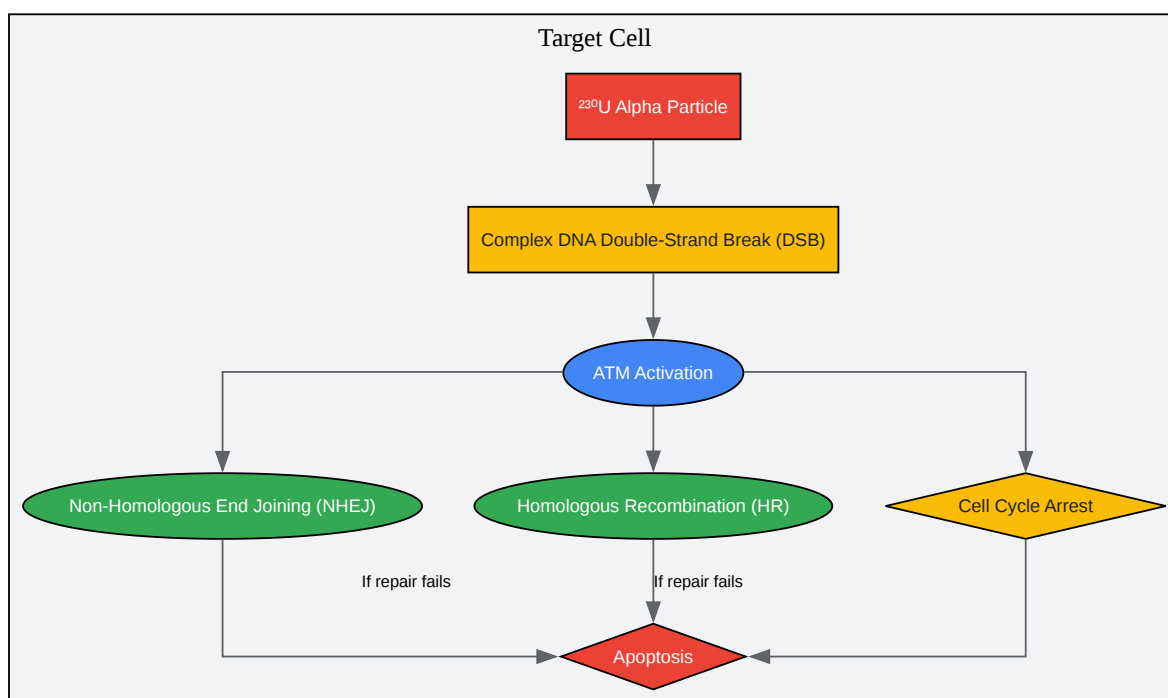 Target Cell
²³⁰U Alpha Particle
Complex DNA Double-Strand Break (DSB)
ATM Activation
Non-Homologous End Joining (NHEJ)
Homologous Recombination (HR)
Cell Cycle Arrest
If repair fails
If repair fails
Apoptosis